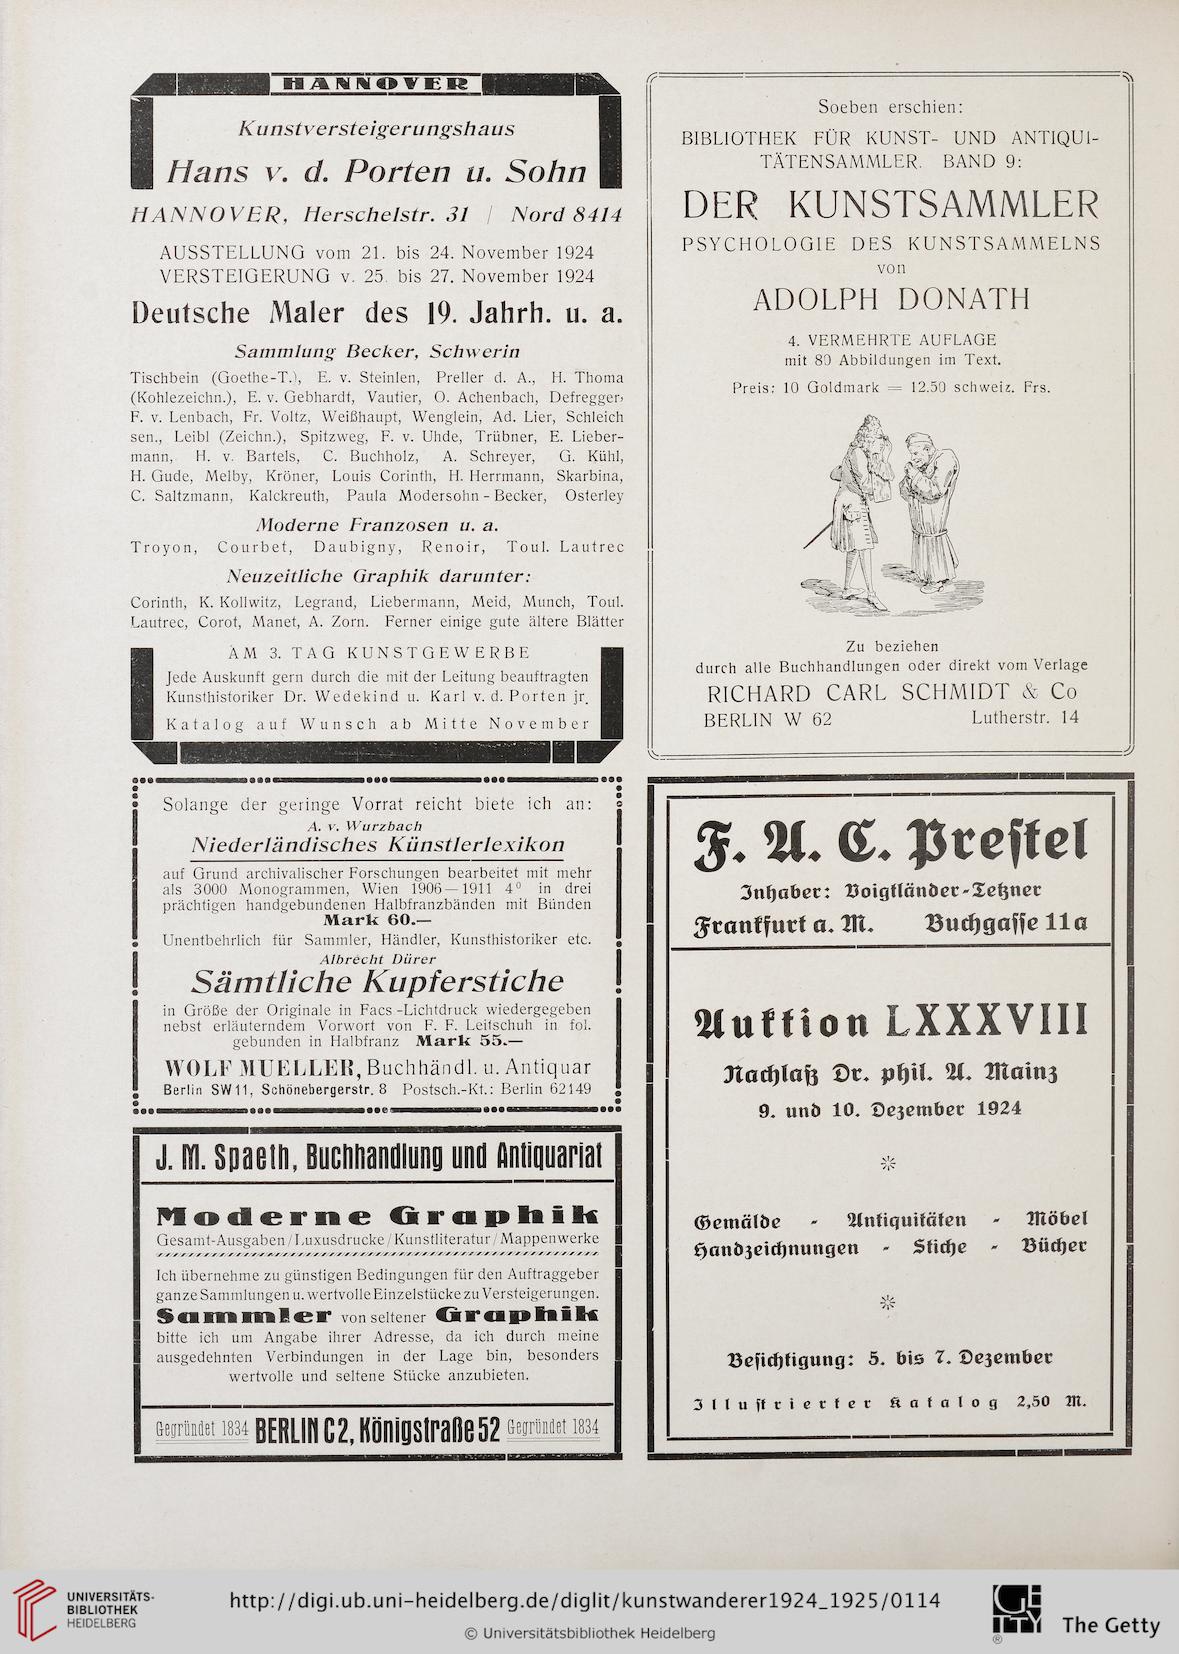 HANNOVER
Kunstversteigerungshaus
Hans v. d. Porten u. Sohn
HANNOVER, Herschelstr. 31 / Nord 8414
AUSSTELLUNG vom 21. bis 24. November 1924
VERSTEIGERUNG v. 25. bis 27. November 1924
Deutsche Maler des 19. Jahrh. u. a.
Sammlung Becker, Schwerin
Tischbein (Goethe-T.), E. v. Steinlen, Preller d. A., H. Thoma
(Kohlezeichn.), E. v. Gebhardt, Vautier, O. Achenbach, Defregger,
F. v. Lenbach, Fr. Voltz, Weißhaupt, Wenglein, Ad. Lier, Schleich
sen., Leibl (Zeichn.), Spitzweg, F. v. Uhde, Trübner, E. Lieber-
mann, H. v. Bartels, C. Buchholz, A. Schreyer, G. Kühl,
H. Gude, Melby, Kröner, Louis Corinth, H. Herrmann, Skarbina,
C. Saltzmann, Kalckreuth, Paula Modersohn-Becker, Osterley
Moderne Franzosen u. a.
Troyon, Courbet, Daubigny, Renoir, Toul. Lautrec
Neuzeitliche Graphik darunter:
Corinth, K. Kollwitz, Legrand, Liebermann, Meid, Munch, Toul.
Lautrec, Corot, Manet, A. Zorn. Ferner einige gute ältere Blätter
AM 3. TAG KUNSTGEWERBE
Jede Auskunft gern durch die mit der Leitung beauftragten
Kunsthistoriker Dr. Wedekind u. Karl v. d. Porten jr.
Katalog auf Wunsch ab Mitte November
Solange der geringe Vorrat reicht biete ich an:
A. v. Wurzbach
Niederländisches Künstlerlexikon
auf Grund archivalischer Forschungen bearbeitet mit mehr
als 3000 Monogrammen, Wien 1906—1911 4° in drei
prächtigen handgebundenen Halbfranzbänden mit Bünden
Mark 60.—
Unentbehrlich für Sammler, Händler, Kunsthistoriker etc.
Albrecht Dürer
Sämtliche Kupferstiche
in Größe der Originale in Facs.-Lichtdruck wiedergegeben
nebst erläuterndem Vorwort von F. F. Leitschuh in fol.
gebunden in Halbfranz Mark 55.—
WOLF MUELLER, Buchhändl. u. Antiquar
Berlin SW11, Schönebergerstr. 8 Postsch.-Kt.: Berlin 62149
J. M. Spaeth, Buchhandlung und Antiquariat
Moderne Graphik
Gesamt-Ausgaben / Luxusdrucke / Kunstliteratur / Mappenwerke
Ich übernehme zu günstigen Bedingungen für den Auftraggeber
ganze Sammlungen u. wertvolle Einzelstücke zu Versteigerungen.
Sammler von seltener Graphik
bitte ich um Angabe ihrer Adresse, da ich durch meine
ausgedehnten Verbindungen in der Lage bin, besonders
wertvolle und seltene Stücke anzubieten.
Gegründet 1834 BERLIN C2, Königstraße 52 Gegründet 1834
Soeben erschien:
BIBLIOTHEK FÜR KUNST- UND ANTIQUI-
TÄTENSAMMLER. BAND 9:
DER KUNSTSAMMLER
PSYCHOLOGIE DES KUNSTSAMMELNS
von
ADOLPH DONATH
4. VERMEHRTE AUFLAGE
mit 80 Abbildungen im Text.
Preis: 10 Goldmark = 12.50 schweiz. Frs.
Zu beziehen
durch alle Buchhandlungen oder direkt vom Verlage
RICHARD CARL SCHMIDT & Co
BERLIN W 62 Lutherstr. 14
F. A. C. Prestel
Inhaber: Voigtländer-Tetzner
Frankfurt a. M. Buchgasse 11a
Auktion LXXXVIII
Nachlaß Dr. phil. A. Mainz
9. und 10. Dezember 1924
Gemälde - Antiquitäten - Möbel
Handzeichnungen - Stiche - Bücher
Besichtigung: 5. bis 7. Dezember
Illustrierter Katalog 2,50 M.
UNIVERSITÄTS-
BIBLIOTHEK
HEIDELBERG
http://digi.ub.uni-heidelberg.de/diglit/kunstwanderer1924_1925/0114
© Universitätsbibliothek Heidelberg
GETTY
®
The Getty